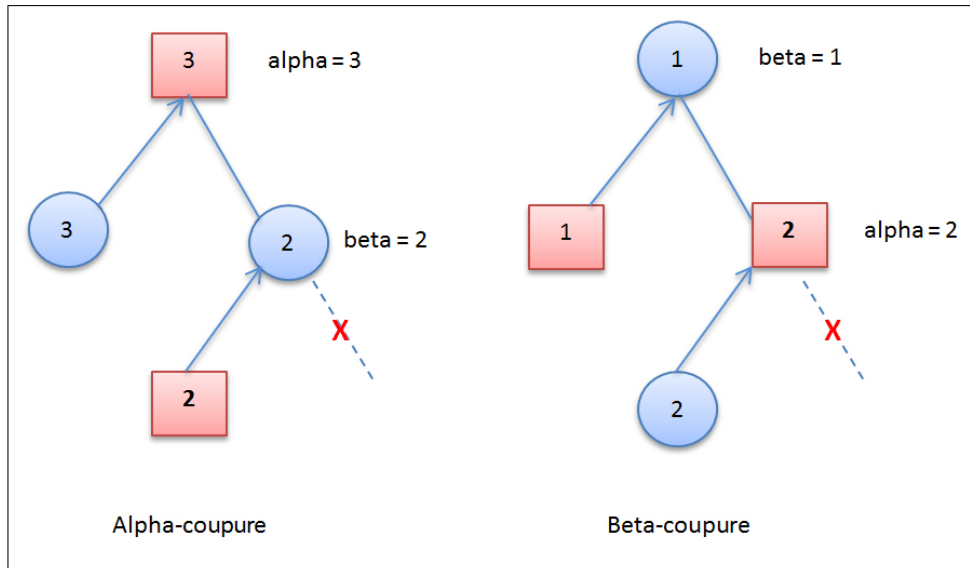 3
alpha = 3
3
2
beta = 2
X
2
Alpha-coupure
1
beta = 1
1
2
alpha = 2
X
2
Beta-coupure